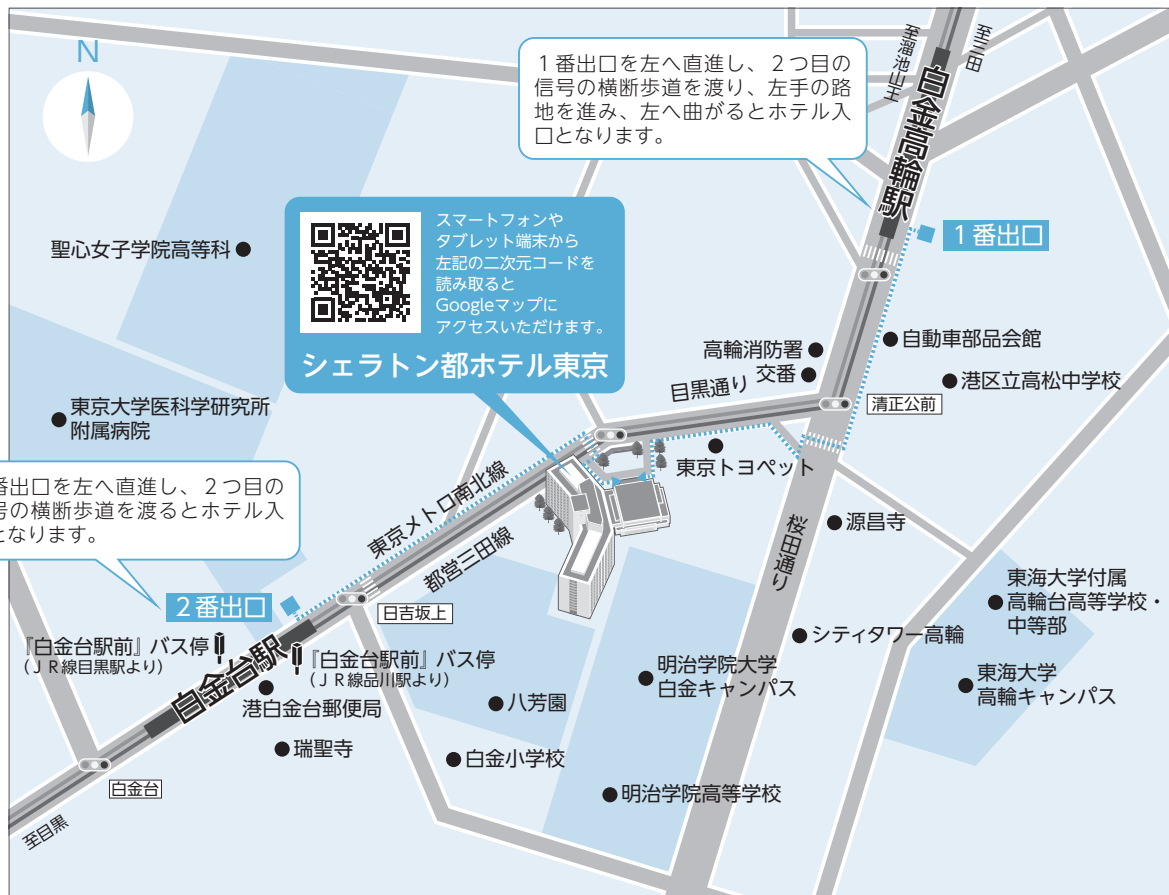 N
至溜池山王
至三田
白金高輪駅
1番出口を左へ直進し、2つ目の
信号の横断歩道を渡り、左手の路
地を進み、左へ曲がるとホテル入
口となります。
1番出口
聖心女子学院高等科
スマートフォンや
タブレット端末から
左記の二次元コードを
読み取ると
Googleマップに
アクセスいただけます。
シェラトン都ホテル東京
自動車部品会館
高輪消防署
交番
目黒通り
港区立高松中学校
清正公前
東京大学医科学研究所
附属病院
東京トヨペット
番出口を左へ直進し、2つ目の
号の横断歩道を渡るとホテル入
となります。
東京メトロ南北線
都営三田線
桜田通り
源昌寺
2番出口
日吉坂上
東海大学付属
高輪台高等学校・
中等部
シティタワー高輪
『白金台駅前』バス停
(JR線目黒駅より)
白金台駅
『白金台駅前』バス停
(JR線品川駅より)
明治学院大学
白金キャンパス
東海大学
高輪キャンパス
港白金台郵便局
八芳園
瑞聖寺
白金小学校
白金台
明治学院高等学校
至目黒